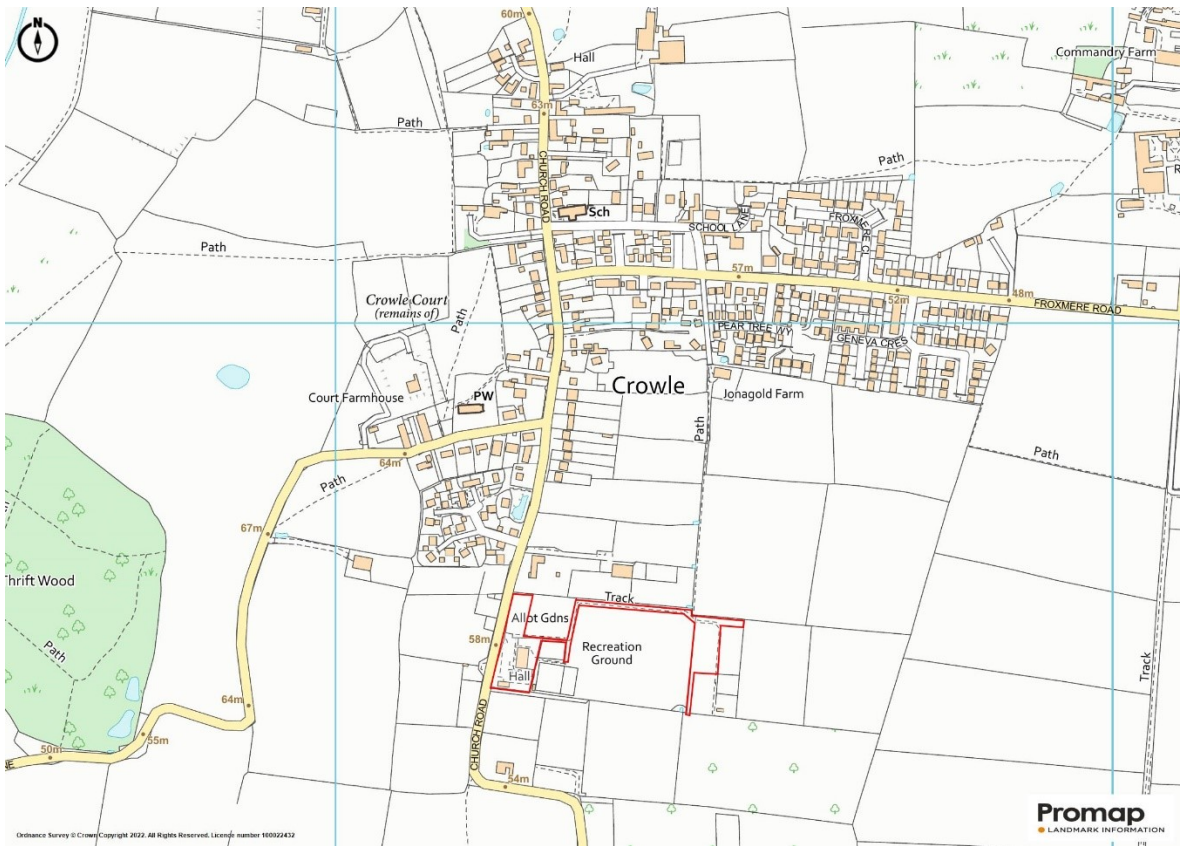 N
60m
Hall
Commandry Farm
63m
Path
CHURCH ROAD
Path
R
Sch
SCHOOL LANE
FROXMERE CL
Path
57m
52m
48m
FROXMERE ROAD
Crowle Court
(remains of)
Path
PEAR TREE WY
GENEVA CRES
Crowle
Court Farmhouse
PW
Jonagold Farm
Path
64m
Path
Path
67m
CHURCH ROAD
Thrift Wood
Track
Allot Gdns
58m
Recreation
Ground
Path
Hall
Track
64m
55m
50m
NE
CHURCH ROAD
54m
Promap
LANDMARK INFORMATION
Ordnance Survey © Crown Copyright 2022. All Rights Reserved. Licence number 100022432